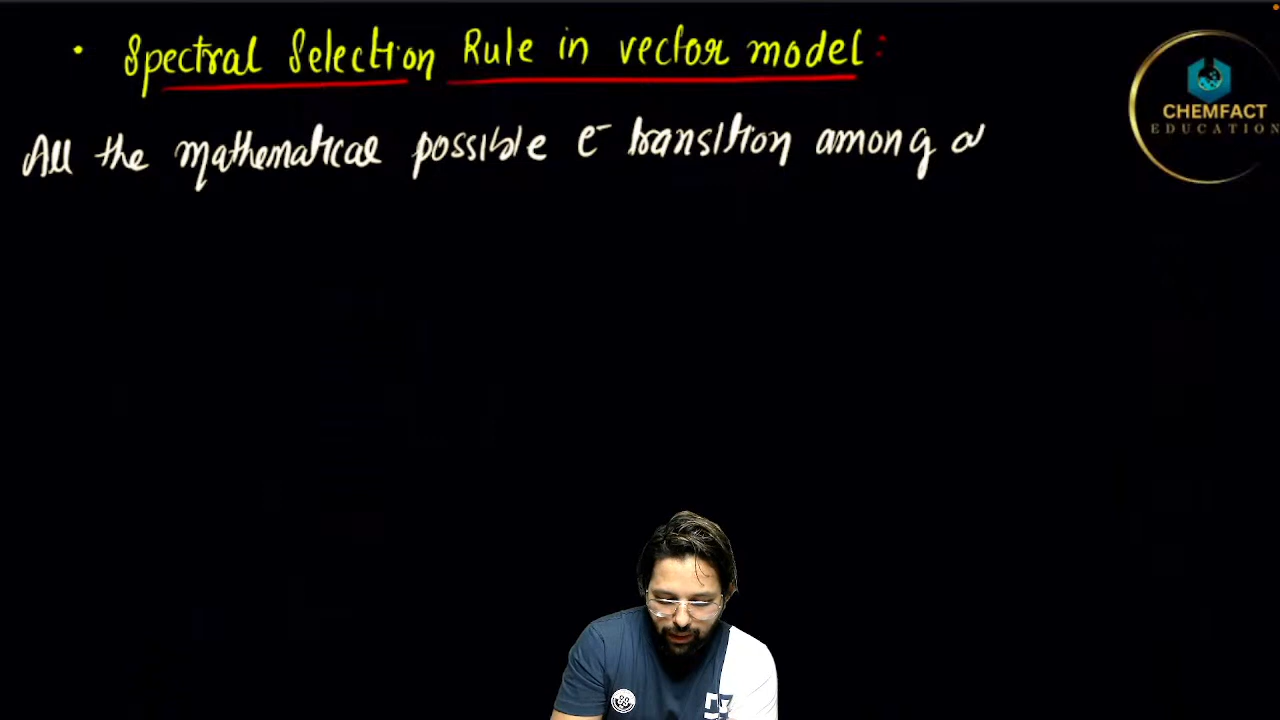 • Spectral Selection Rule in vector model :
All the mathematical possible e⁻ transition among
CHEMFACT
EDUCATION